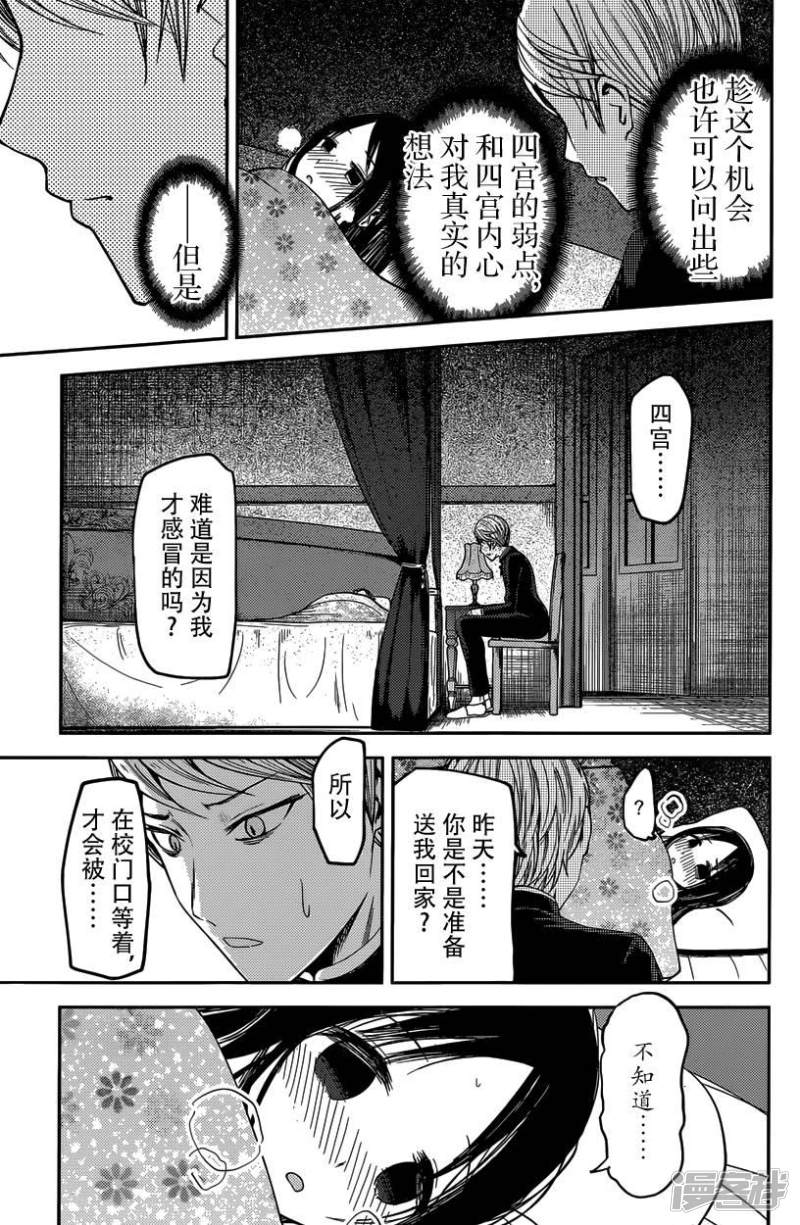 趁这个机会
也许可以问出些
四宫的弱点，
和四宫内心
对我真实的
想法
——但是
四宫……
难道是因为我
才感冒的吗？
昨天……
你是不是准备
送我回家？
？
所以
在校门口等着，
才会被……
不知道……
漫客栈